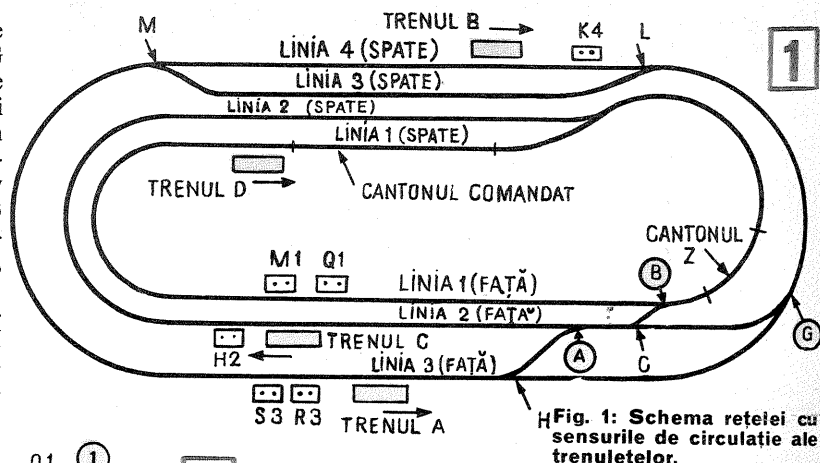 M
TRENUL B
K4
L
1
LINIA 4 (SPATE)
LINIA 3 (SPATE)
LINIA 2 (SPATE)
LINIA 1 (SPATE)
TRENUL D
CANTONUL COMANDAT
CANTONUL
Z
M1 Q1
LINIA 1 (FAȚĂ)
B
LINIA 2 (FAȚA")
H2
TRENUL C
A
C
G
LINIA 3 (FAȚĂ)
S3 R3
TRENUL A
H
Fig. 1: Schema rețelei cu
sensurile de circulație ale
trenulețelor.
Q1 1